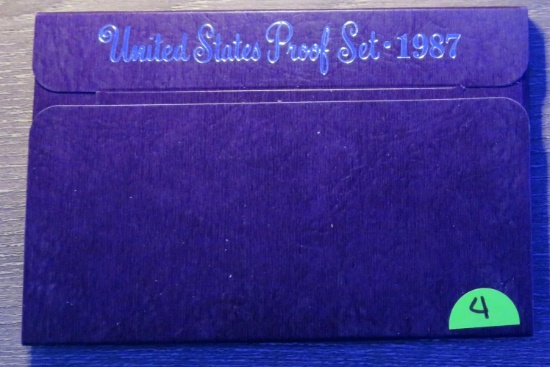 United States Proof Set · 1987
4